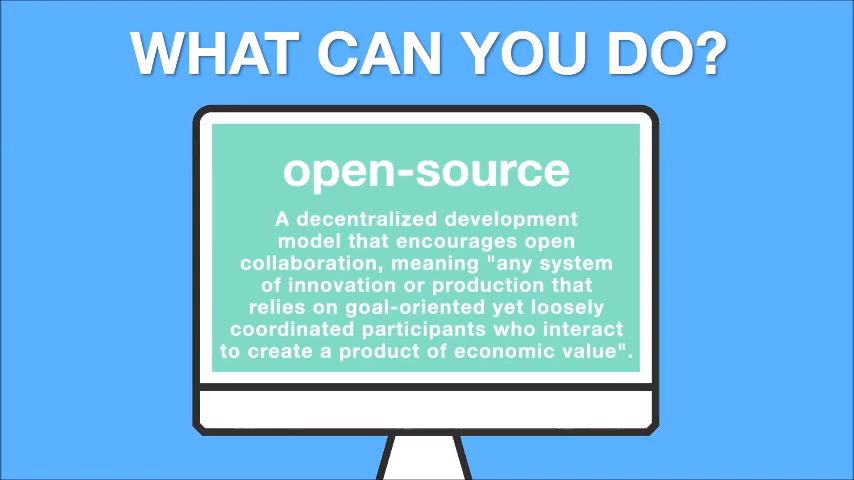 WHAT CAN YOU DO?
open-source
A decentralized development
model that encourages open
collaboration, meaning "any system
of innovation or production that
relies on goal-oriented yet loosely
coordinated participants who interact
to create a product of economic value".